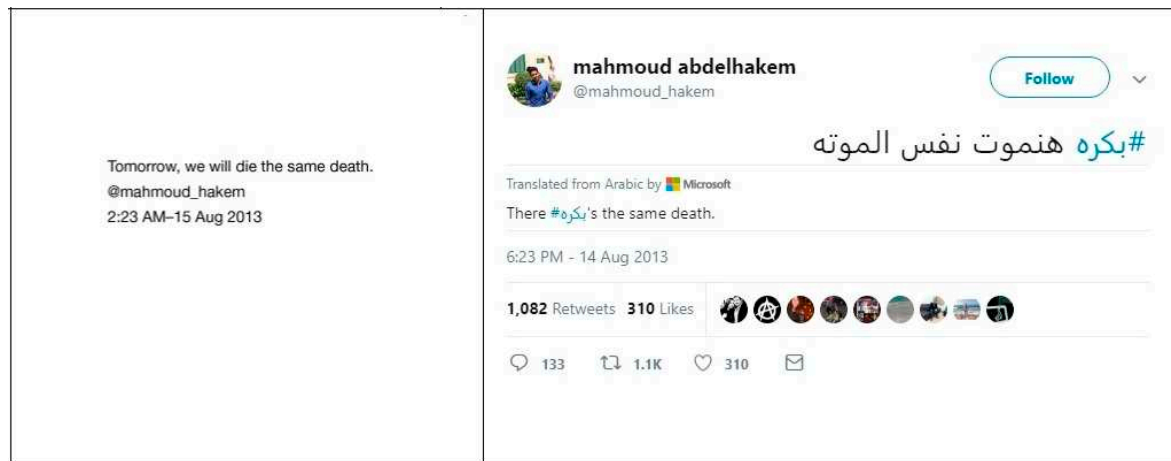 Tomorrow, we will die the same death.
@mahmoud_hakem
2:23 AM–15 Aug 2013
mahmoud abdelhakem
@mahmoud_hakem
Follow
#بكره هنموت نفس الموته
Translated from Arabic by Microsoft
There #بكره's the same death.
6:23 PM - 14 Aug 2013
1,082 Retweets 310 Likes
133 1.1K 310